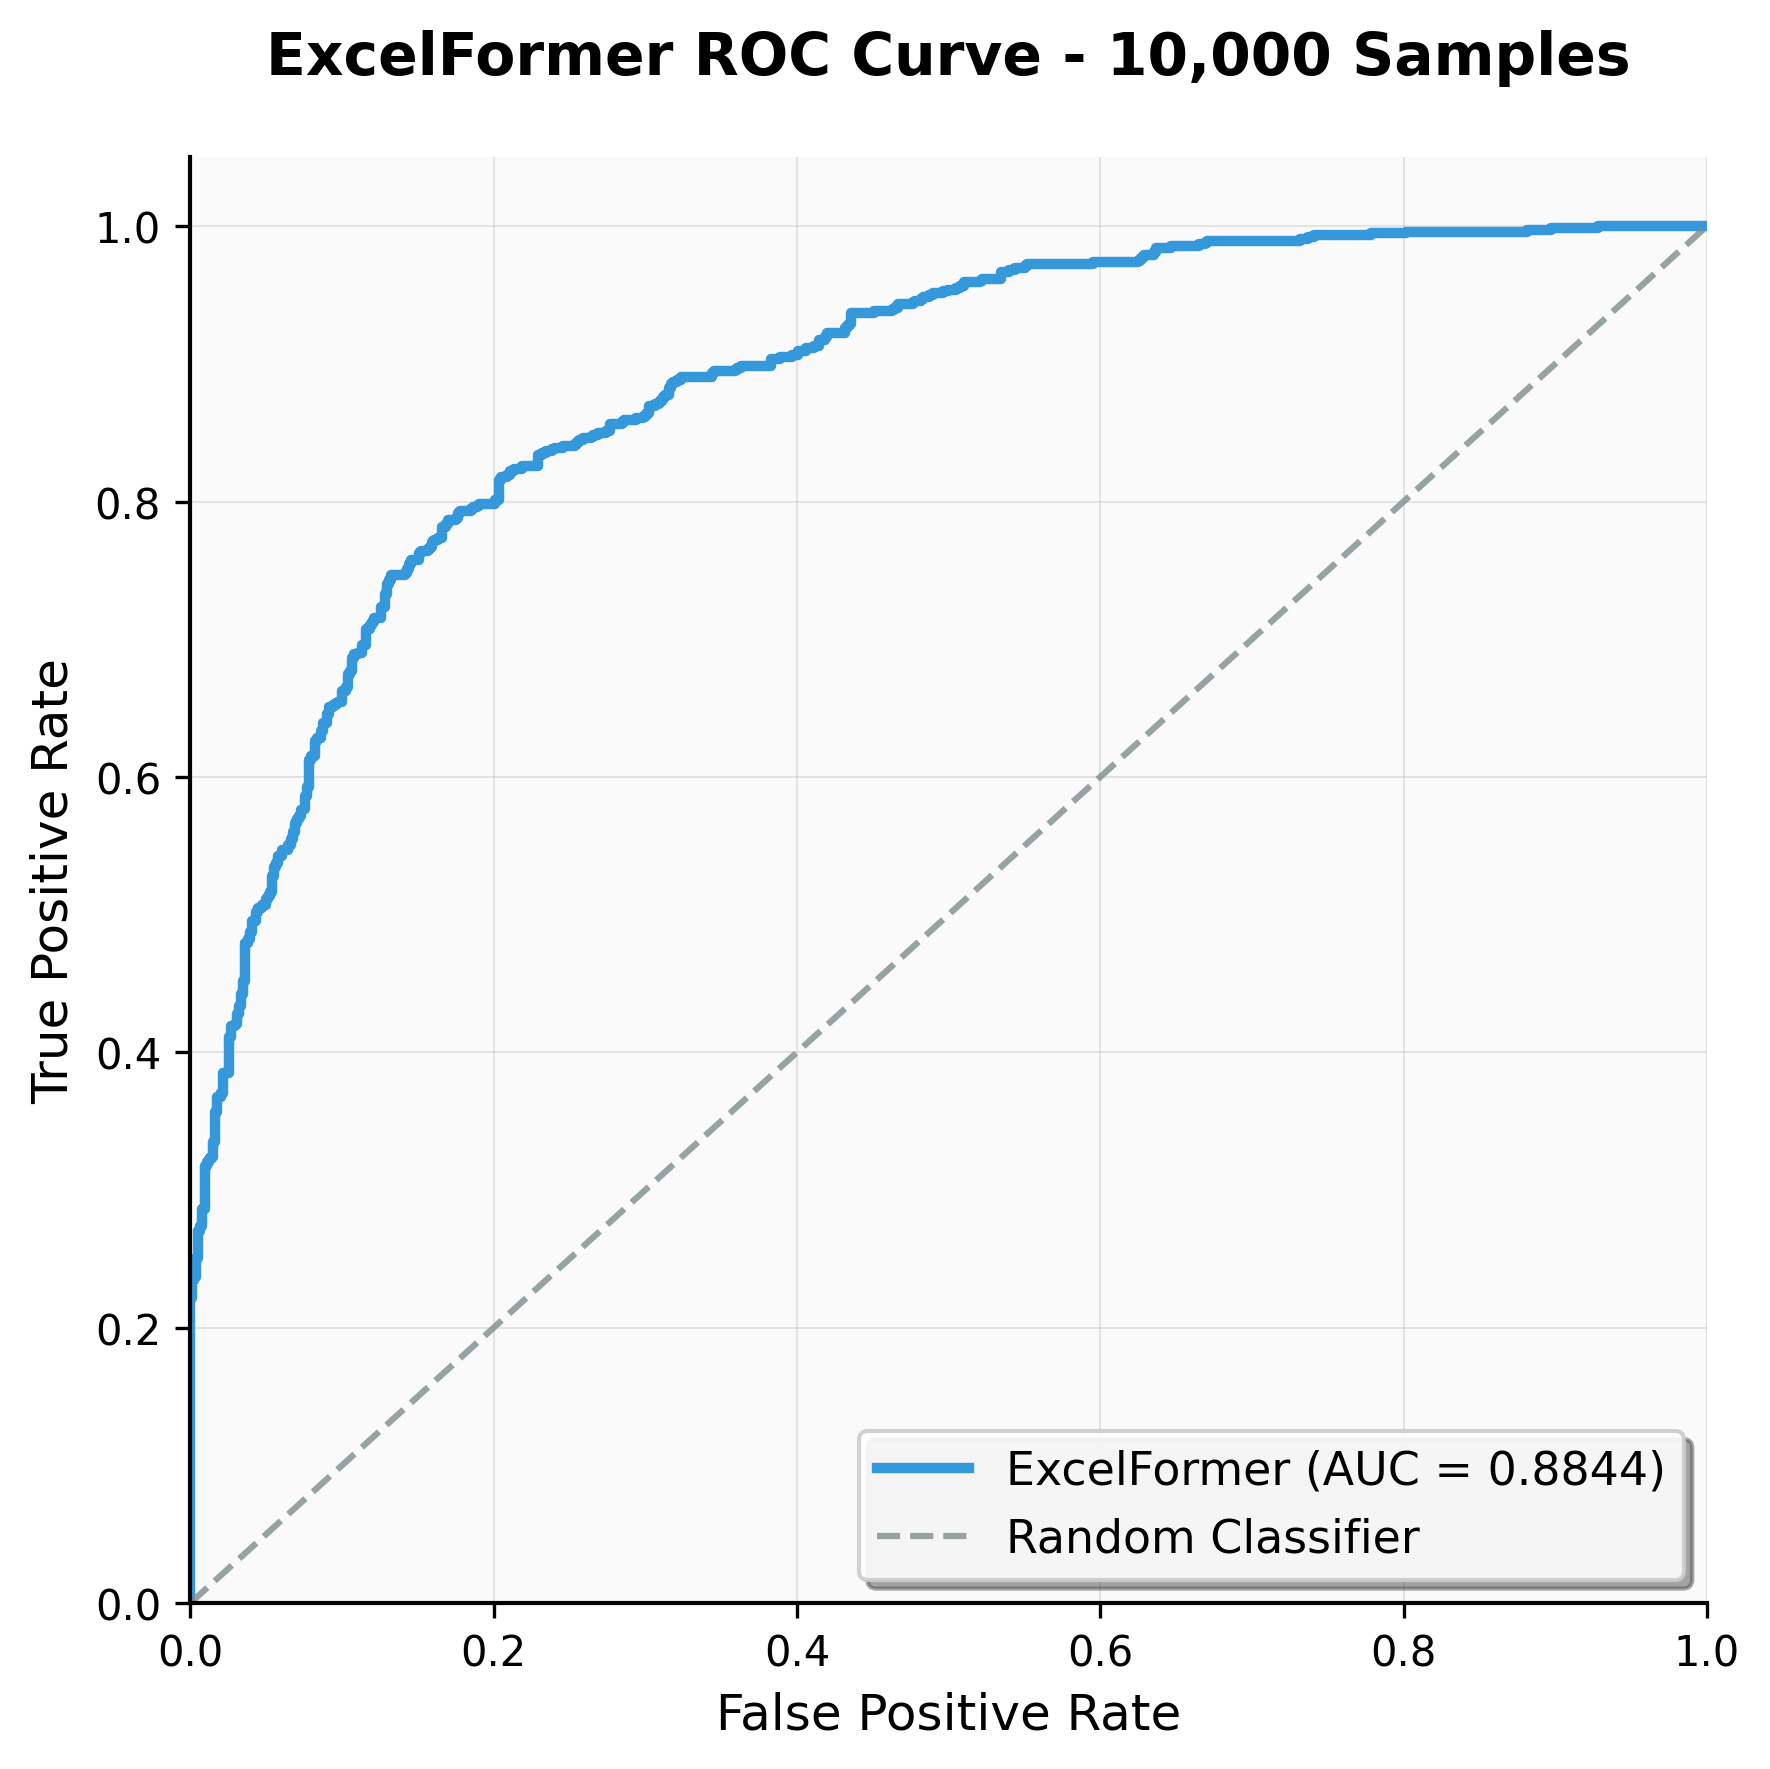 ExcelFormer ROC Curve - 10,000 Samples
True Positive Rate
1.0
0.8
0.6
0.4
0.2
0.0
ExcelFormer (AUC = 0.8844)
Random Classifier
0.0 0.2 0.4 0.6 0.8 1.0
False Positive Rate